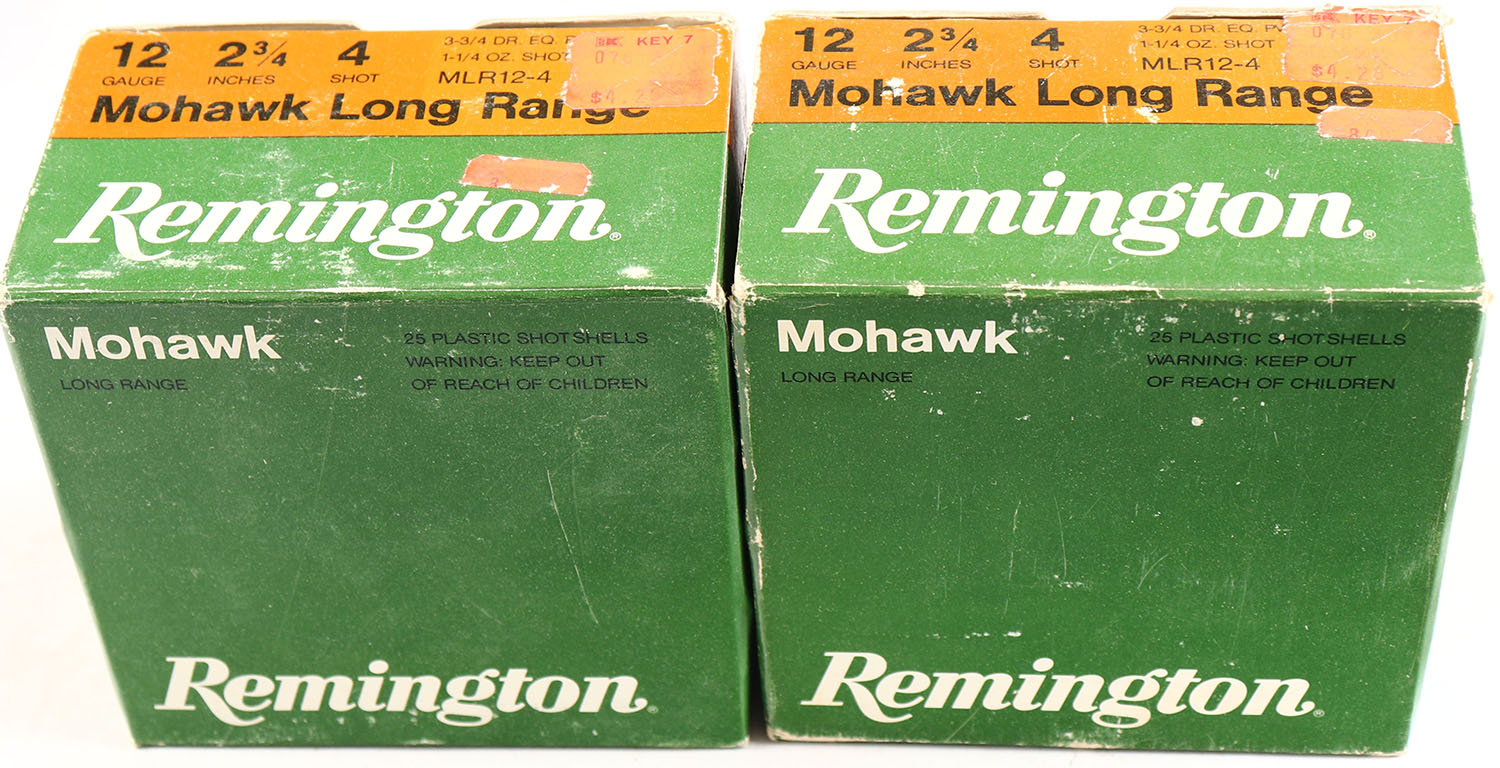 12 2 3/4 4
GAUGE INCHES SHOT
3-3/4 DR. EQ.
1-1/4 OZ. SHOT
MLR12-4
KEY 7
Mohawk Long Range
Remington®
Mohawk
LONG RANGE
25 PLASTIC SHOTSHELLS
WARNING: KEEP OUT
OF REACH OF CHILDREN
Remington®
12 2 3/4 4
GAUGE INCHES SHOT
3-3/4 DR. EQ.
1-1/4 OZ. SHOT
MLR12-4
KEY 7
Mohawk Long Range
Remington®
Mohawk
LONG RANGE
25 PLASTIC SHOTSHELLS
WARNING: KEEP OUT
OF REACH OF CHILDREN
Remington®